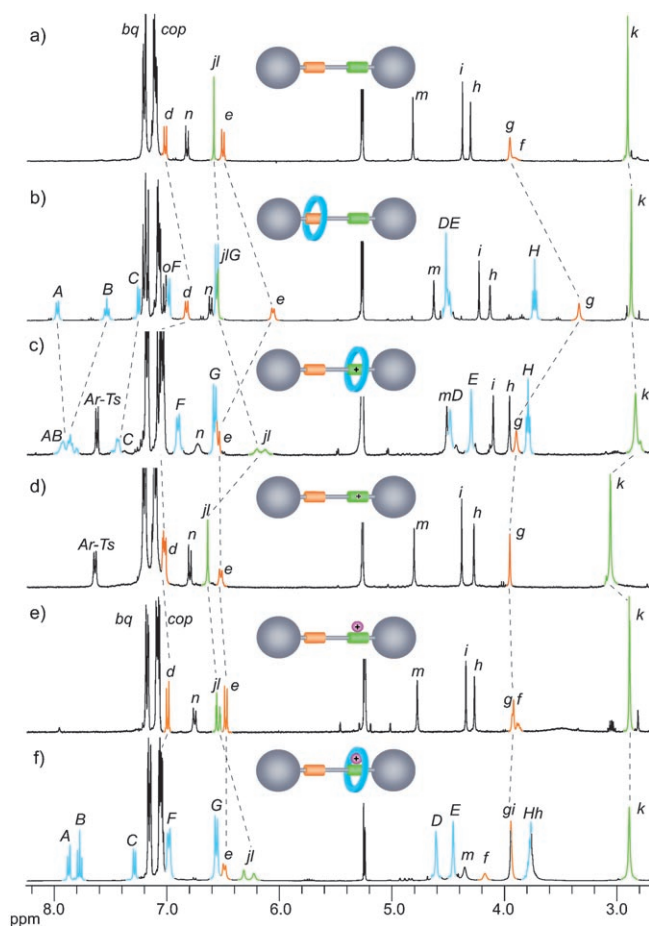 a) bq cop d n jl e m i h g f k
b) A B C oF d n jlG e m DE i h H g k
c) AB Ar-Ts C F n G e jl mD E i h g H k
d) Ar-Ts d n jl e m i h g k
e) bq cop d n jl e m i h g f k
f) A B C F G e jl D E m f gi Hh k
+
+
+
+
8.0 7.0 6.0 5.0 4.0 3.0
ppm